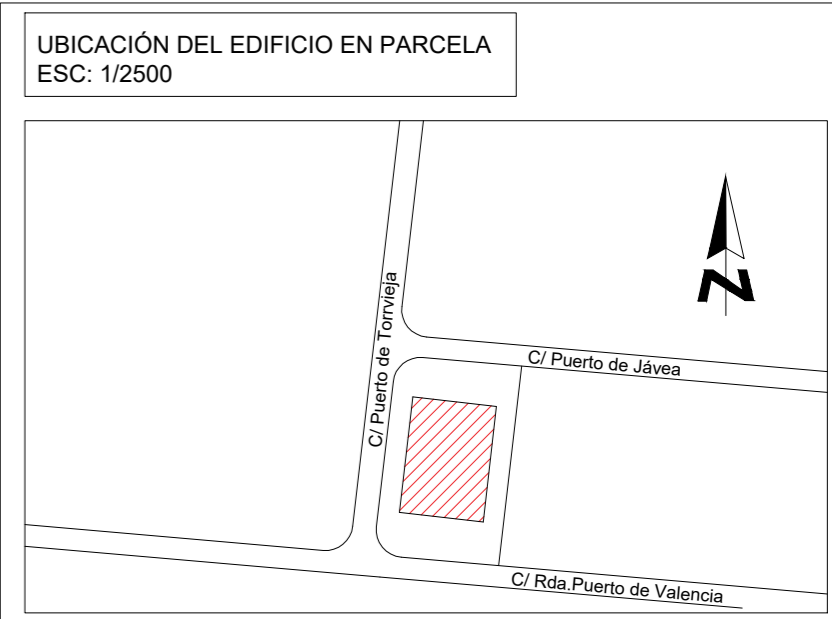 UBICACIÓN DEL EDIFICIO EN PARCELA
ESC: 1/2500
N
C/ Puerto de Torrvieja
C/ Puerto de Jávea
C/ Rda.Puerto de Valencia